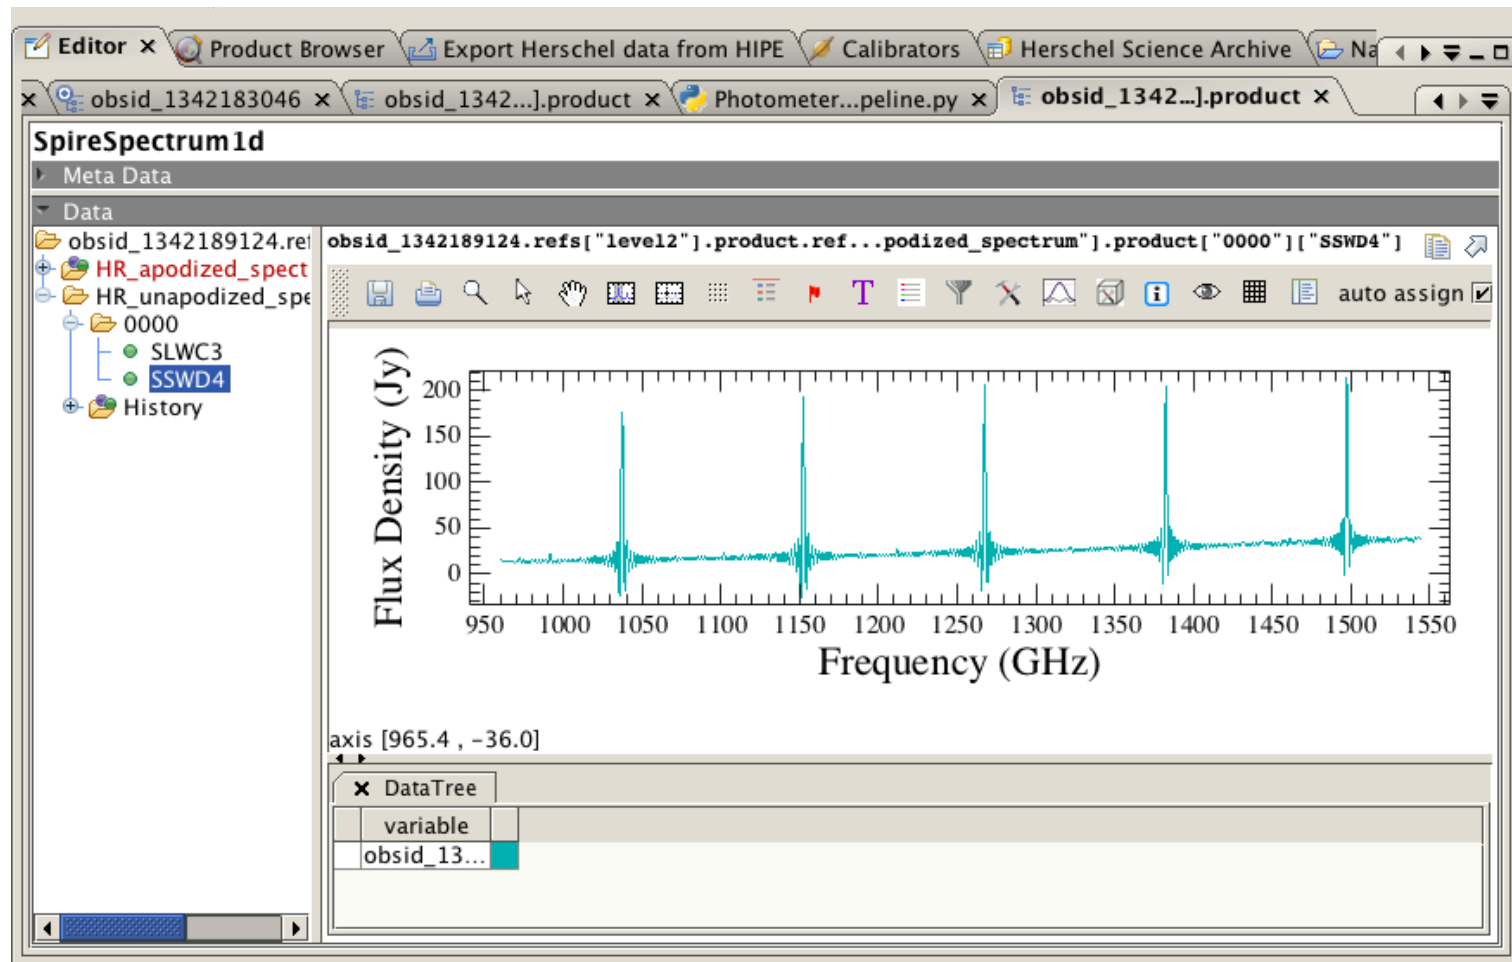 Editor Product Browser Export Herschel data from HIPE Calibrators Herschel Science Archive Na
obsid_1342183046 obsid_1342...].product Photometer...peline.py obsid_1342...].product
SpireSpectrum1d
Meta Data
Data
obsid_1342189124.ref
HR_apodized_spect
HR_unapodized_spe
0000
SLWC3
SSWD4
History
obsid_1342189124.refs["level2"].product.ref...podized_spectrum"].product["0000"]["SSWD4"]
T i auto assign
Flux Density (Jy)
200
150
100
50
0
950 1000 1050 1100 1150 1200 1250 1300 1350 1400 1450 1500 1550
Frequency (GHz)
axis [965.4 , -36.0]
DataTree
variable
obsid_13...